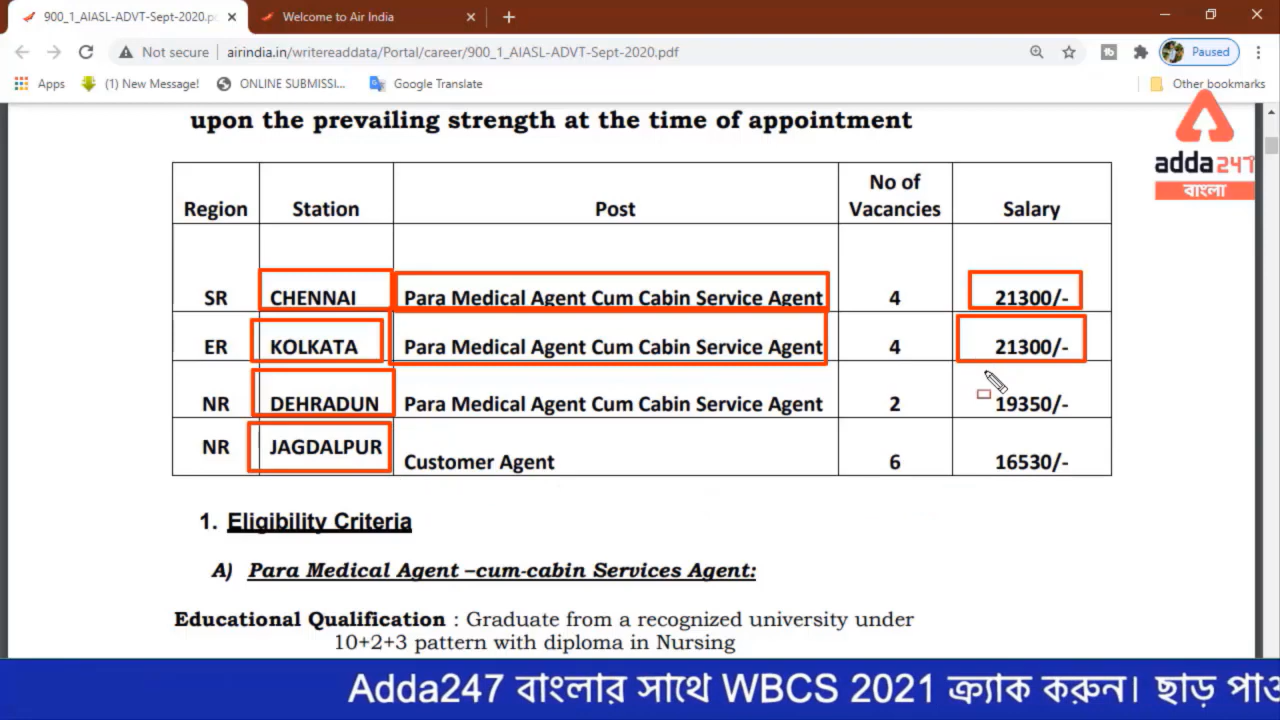 900_1_AIASL-ADVT-Sept-2020.p
Welcome to Air India
Not secure
airindia.in/writereaddata/Portal/career/900_1_AIASL-ADVT-Sept-2020.pdf
Paused
Apps
(1) New Message!
ONLINE SUBMISSI...
Google Translate
Other bookmarks
upon the prevailing strength at the time of appointment
adda247
বাংলা
Region Station Post No of Vacancies Salary
SR CHENNAI Para Medical Agent Cum Cabin Service Agent 4 21300/-
ER KOLKATA Para Medical Agent Cum Cabin Service Agent 4 21300/-
NR DEHRADUN Para Medical Agent Cum Cabin Service Agent 2 19350/-
NR JAGDALPUR Customer Agent 6 16530/-
1. Eligibility Criteria
A) Para Medical Agent –cum-cabin Services Agent:
Educational Qualification : Graduate from a recognized university under
10+2+3 pattern with diploma in Nursing
Adda247 বাংলার সাথে WBCS 2021 ক্র্যাক করুন। ছাড়